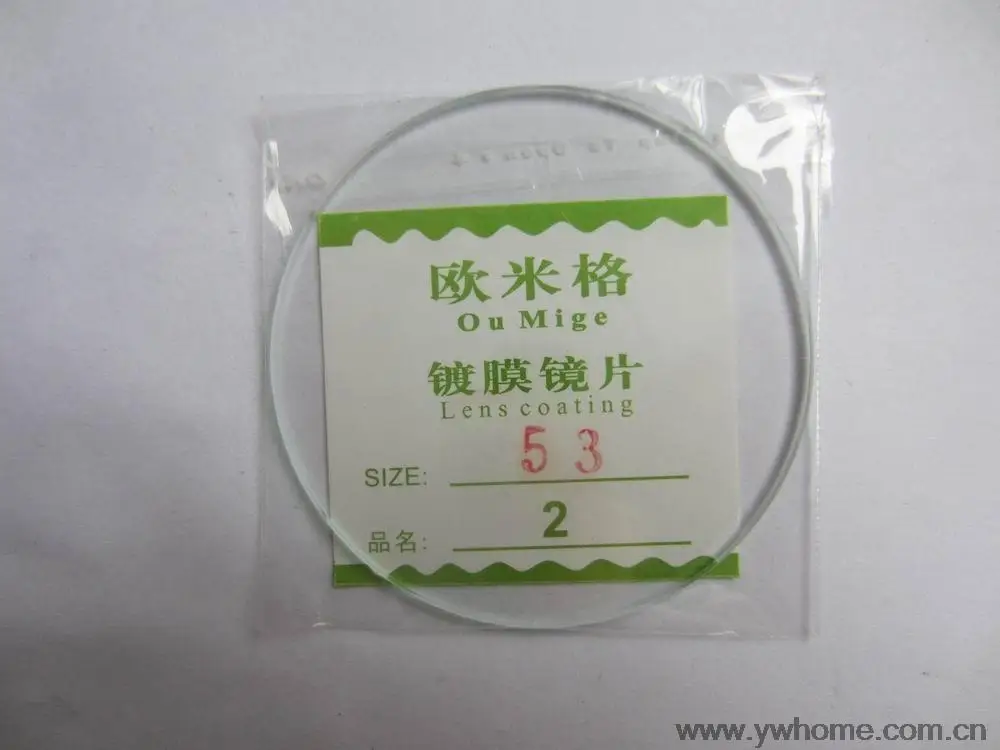 欧米格
Ou Mige
镀膜镜片
Lens coating
SIZE: 53
品名: 2
www.ywhome.com.cn